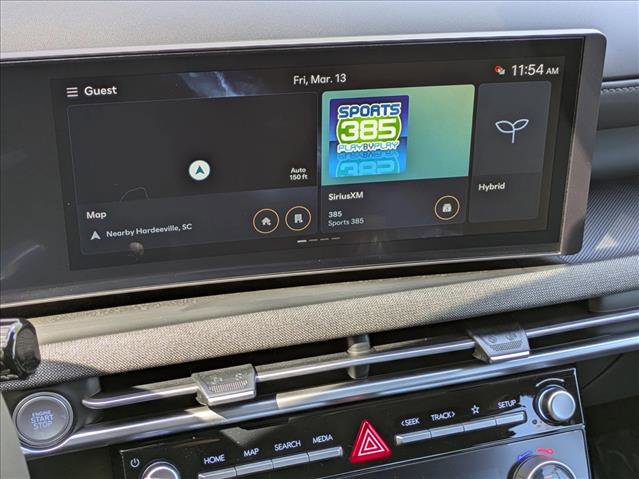 Guest
Fri, Mar. 13
11:54 AM
SPORTS
385
PLAYBYPLAY
Auto
150 ft
Map
Nearby Hardeeville, SC
SiriusXM
385
Sports 385
Hybrid
ENGINE
START
STOP
HOME
MAP
SEARCH
MEDIA
<SEEK
TRACK>
SETUP